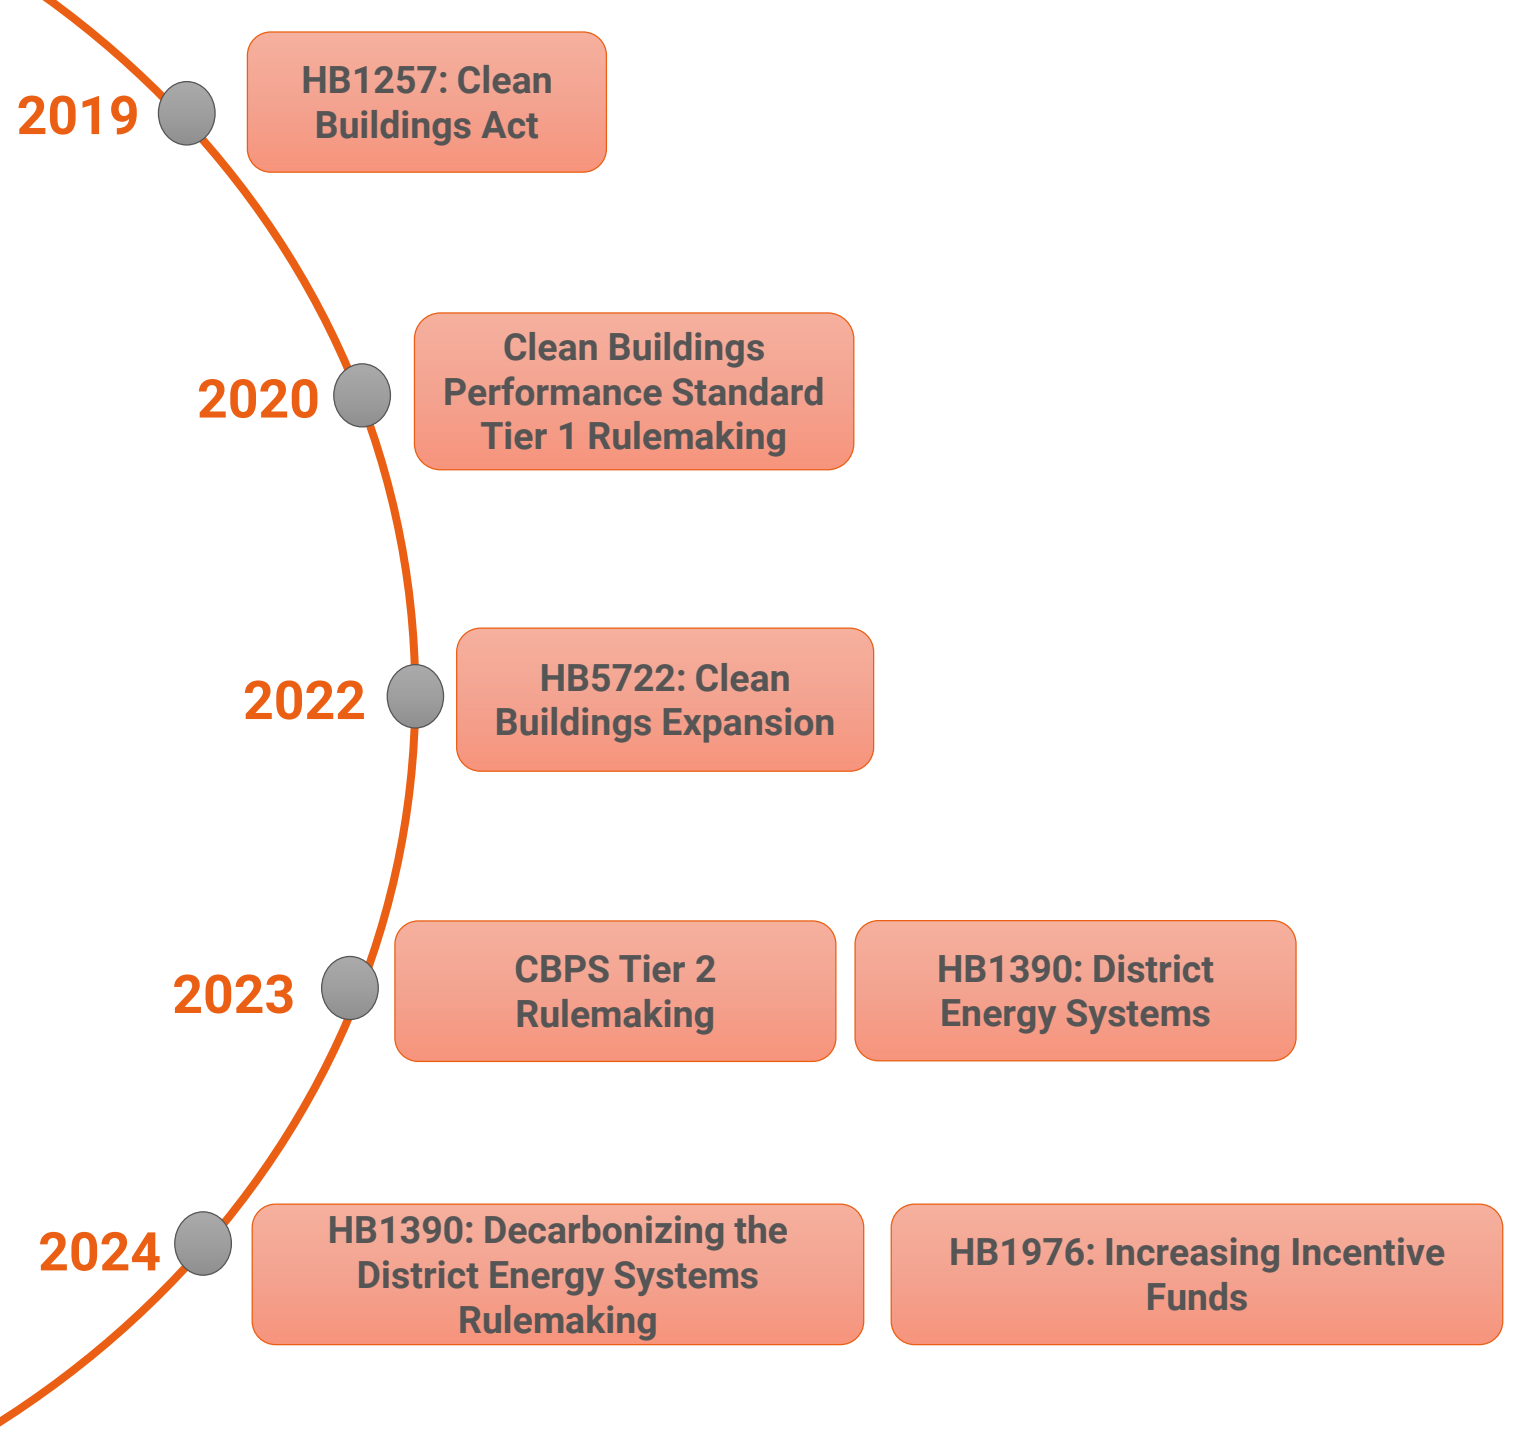 2019
HB1257: Clean
Buildings Act
2020
Clean Buildings
Performance Standard
Tier 1 Rulemaking
2022
HB5722: Clean
Buildings Expansion
2023
CBPS Tier 2
Rulemaking
HB1390: District
Energy Systems
2024
HB1390: Decarbonizing the
District Energy Systems
Rulemaking
HB1976: Increasing Incentive
Funds